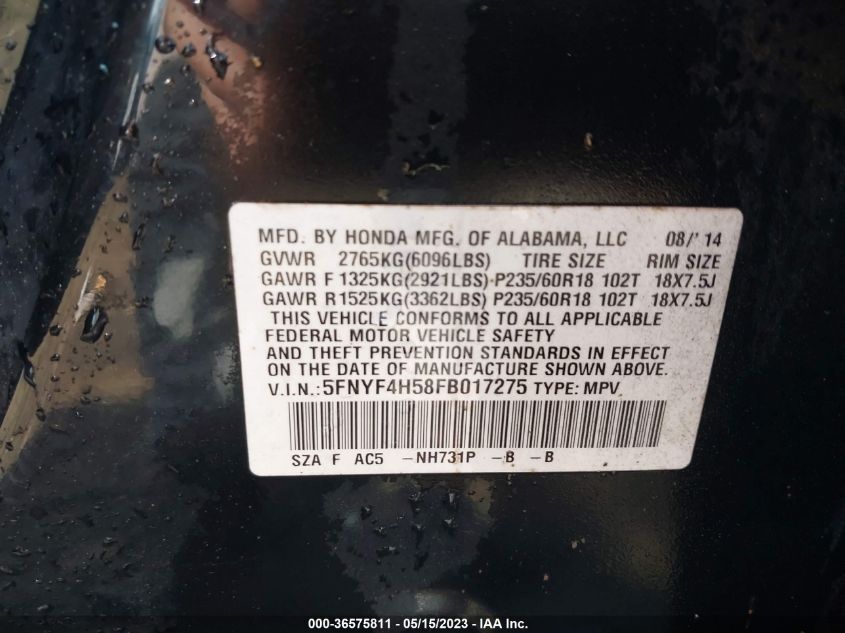 MFD. BY HONDA MFG. OF ALABAMA, LLC 08/'14
GVWR 2765KG(6096LBS) TIRE SIZE RIM SIZE
GAWR F 1325KG(2921LBS) P235/60R18 102T 18X7.5J
GAWR R 1525KG(3362LBS) P235/60R18 102T 18X7.5J
THIS VEHICLE CONFORMS TO ALL APPLICABLE
FEDERAL MOTOR VEHICLE SAFETY
AND THEFT PREVENTION STANDARDS IN EFFECT
ON THE DATE OF MANUFACTURE SHOWN ABOVE.
V.I.N.: 5FNYF4H58FB017275 TYPE: MPV
SZA F AC5 -NH731P -B -B
000-36575811 - 05/15/2023 - IAA Inc.